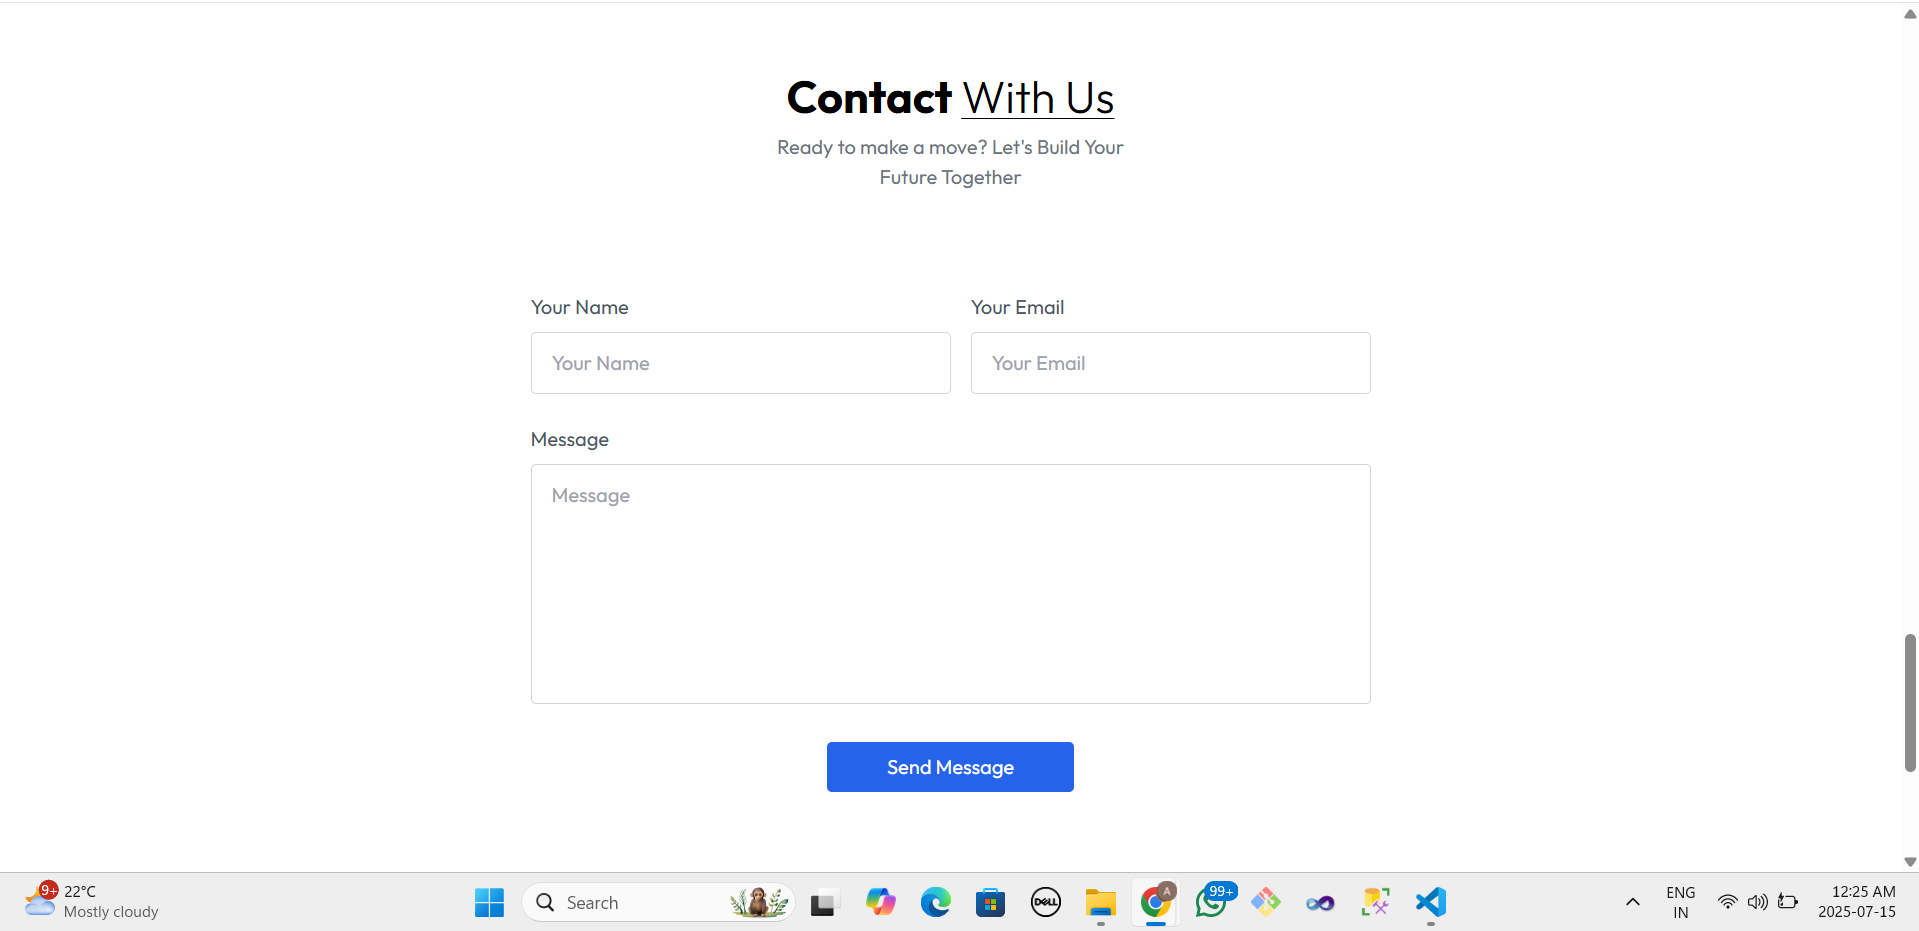 Contact With Us
Ready to make a move? Let's Build Your
Future Together
Your Name
Your Email
Your Name
Your Email
Message
Message
Send Message
9+
22°C
Mostly cloudy
Search
DELL
A
99+
ENG
IN
12:25 AM
2025-07-15